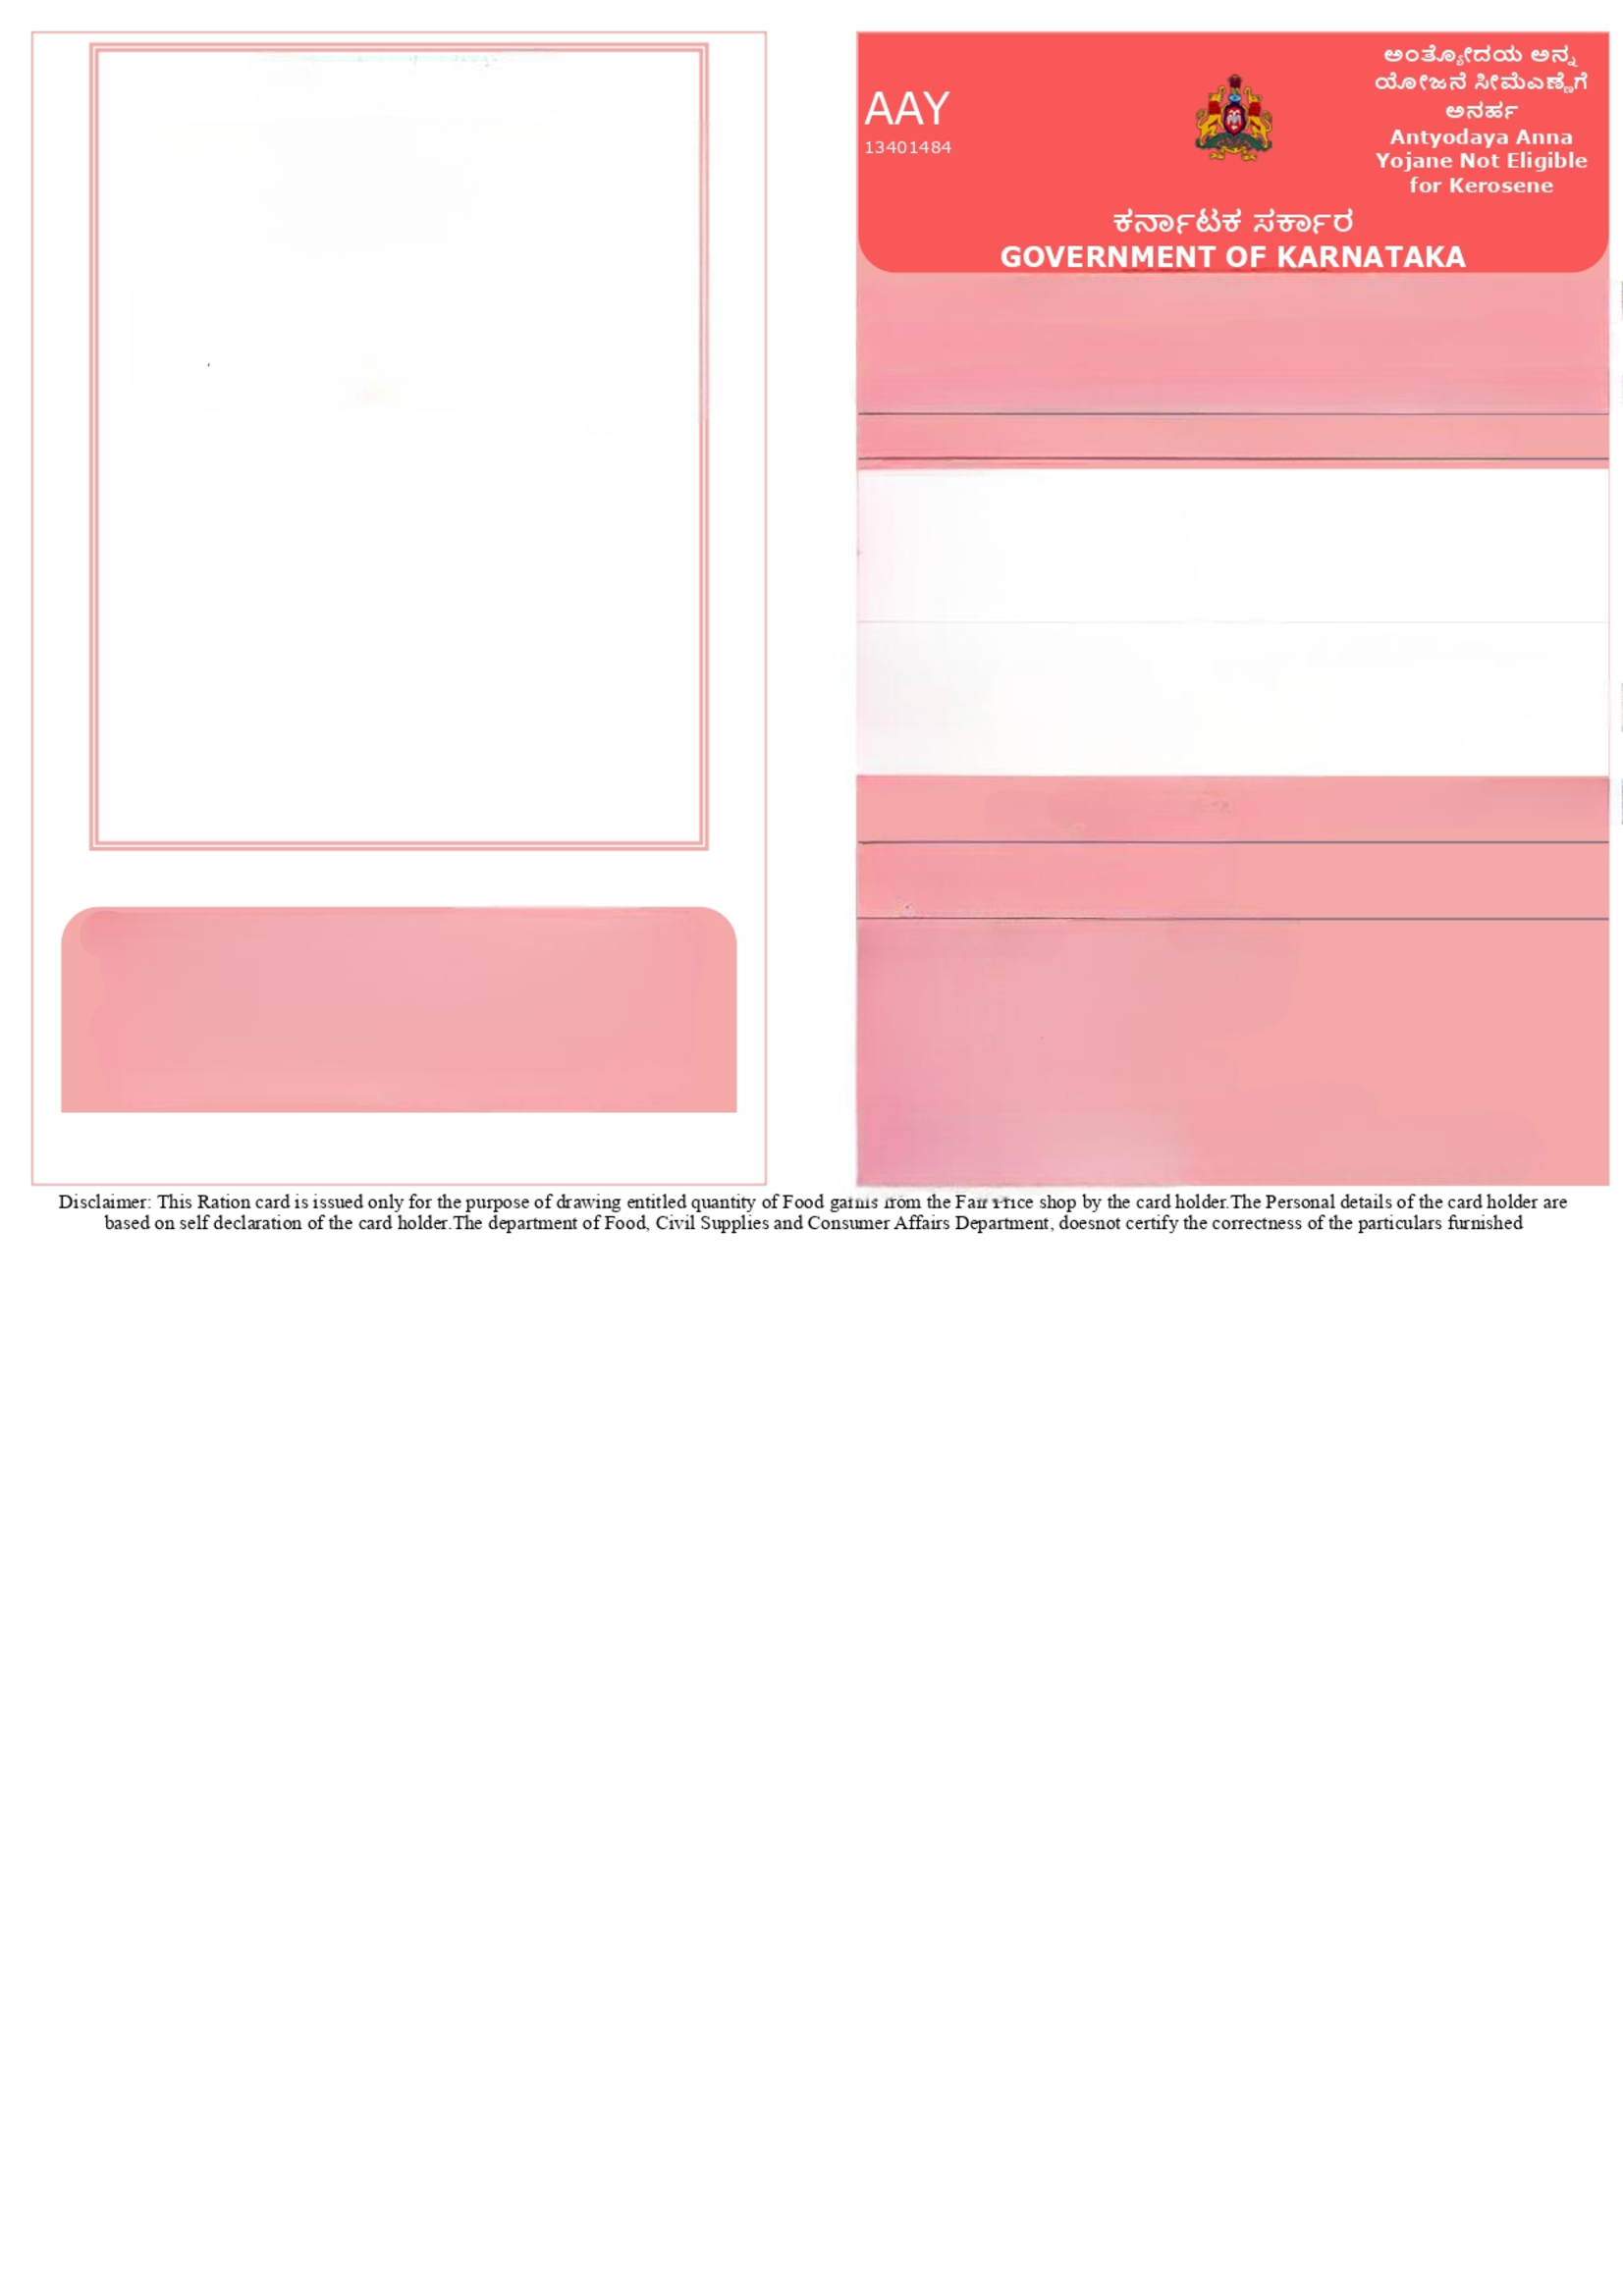 AAY
13401484
ಅಂತ್ಯೋದಯ ಅನ್ನ
ಯೋಜನೆ ಸೀಮೆಎಣ್ಣೆಗೆ
ಅನರ್ಹ
Antyodaya Anna
Yojane Not Eligible
for Kerosene
ಕರ್ನಾಟಕ ಸರ್ಕಾರ
GOVERNMENT OF KARNATAKA
Disclaimer: This Ration card is issued only for the purpose of drawing entitled quantity of Food garnis from the Fair Price shop by the card holder.The Personal details of the card holder are
based on self declaration of the card holder.The department of Food, Civil Supplies and Consumer Affairs Department, doesnot certify the correctness of the particulars furnished